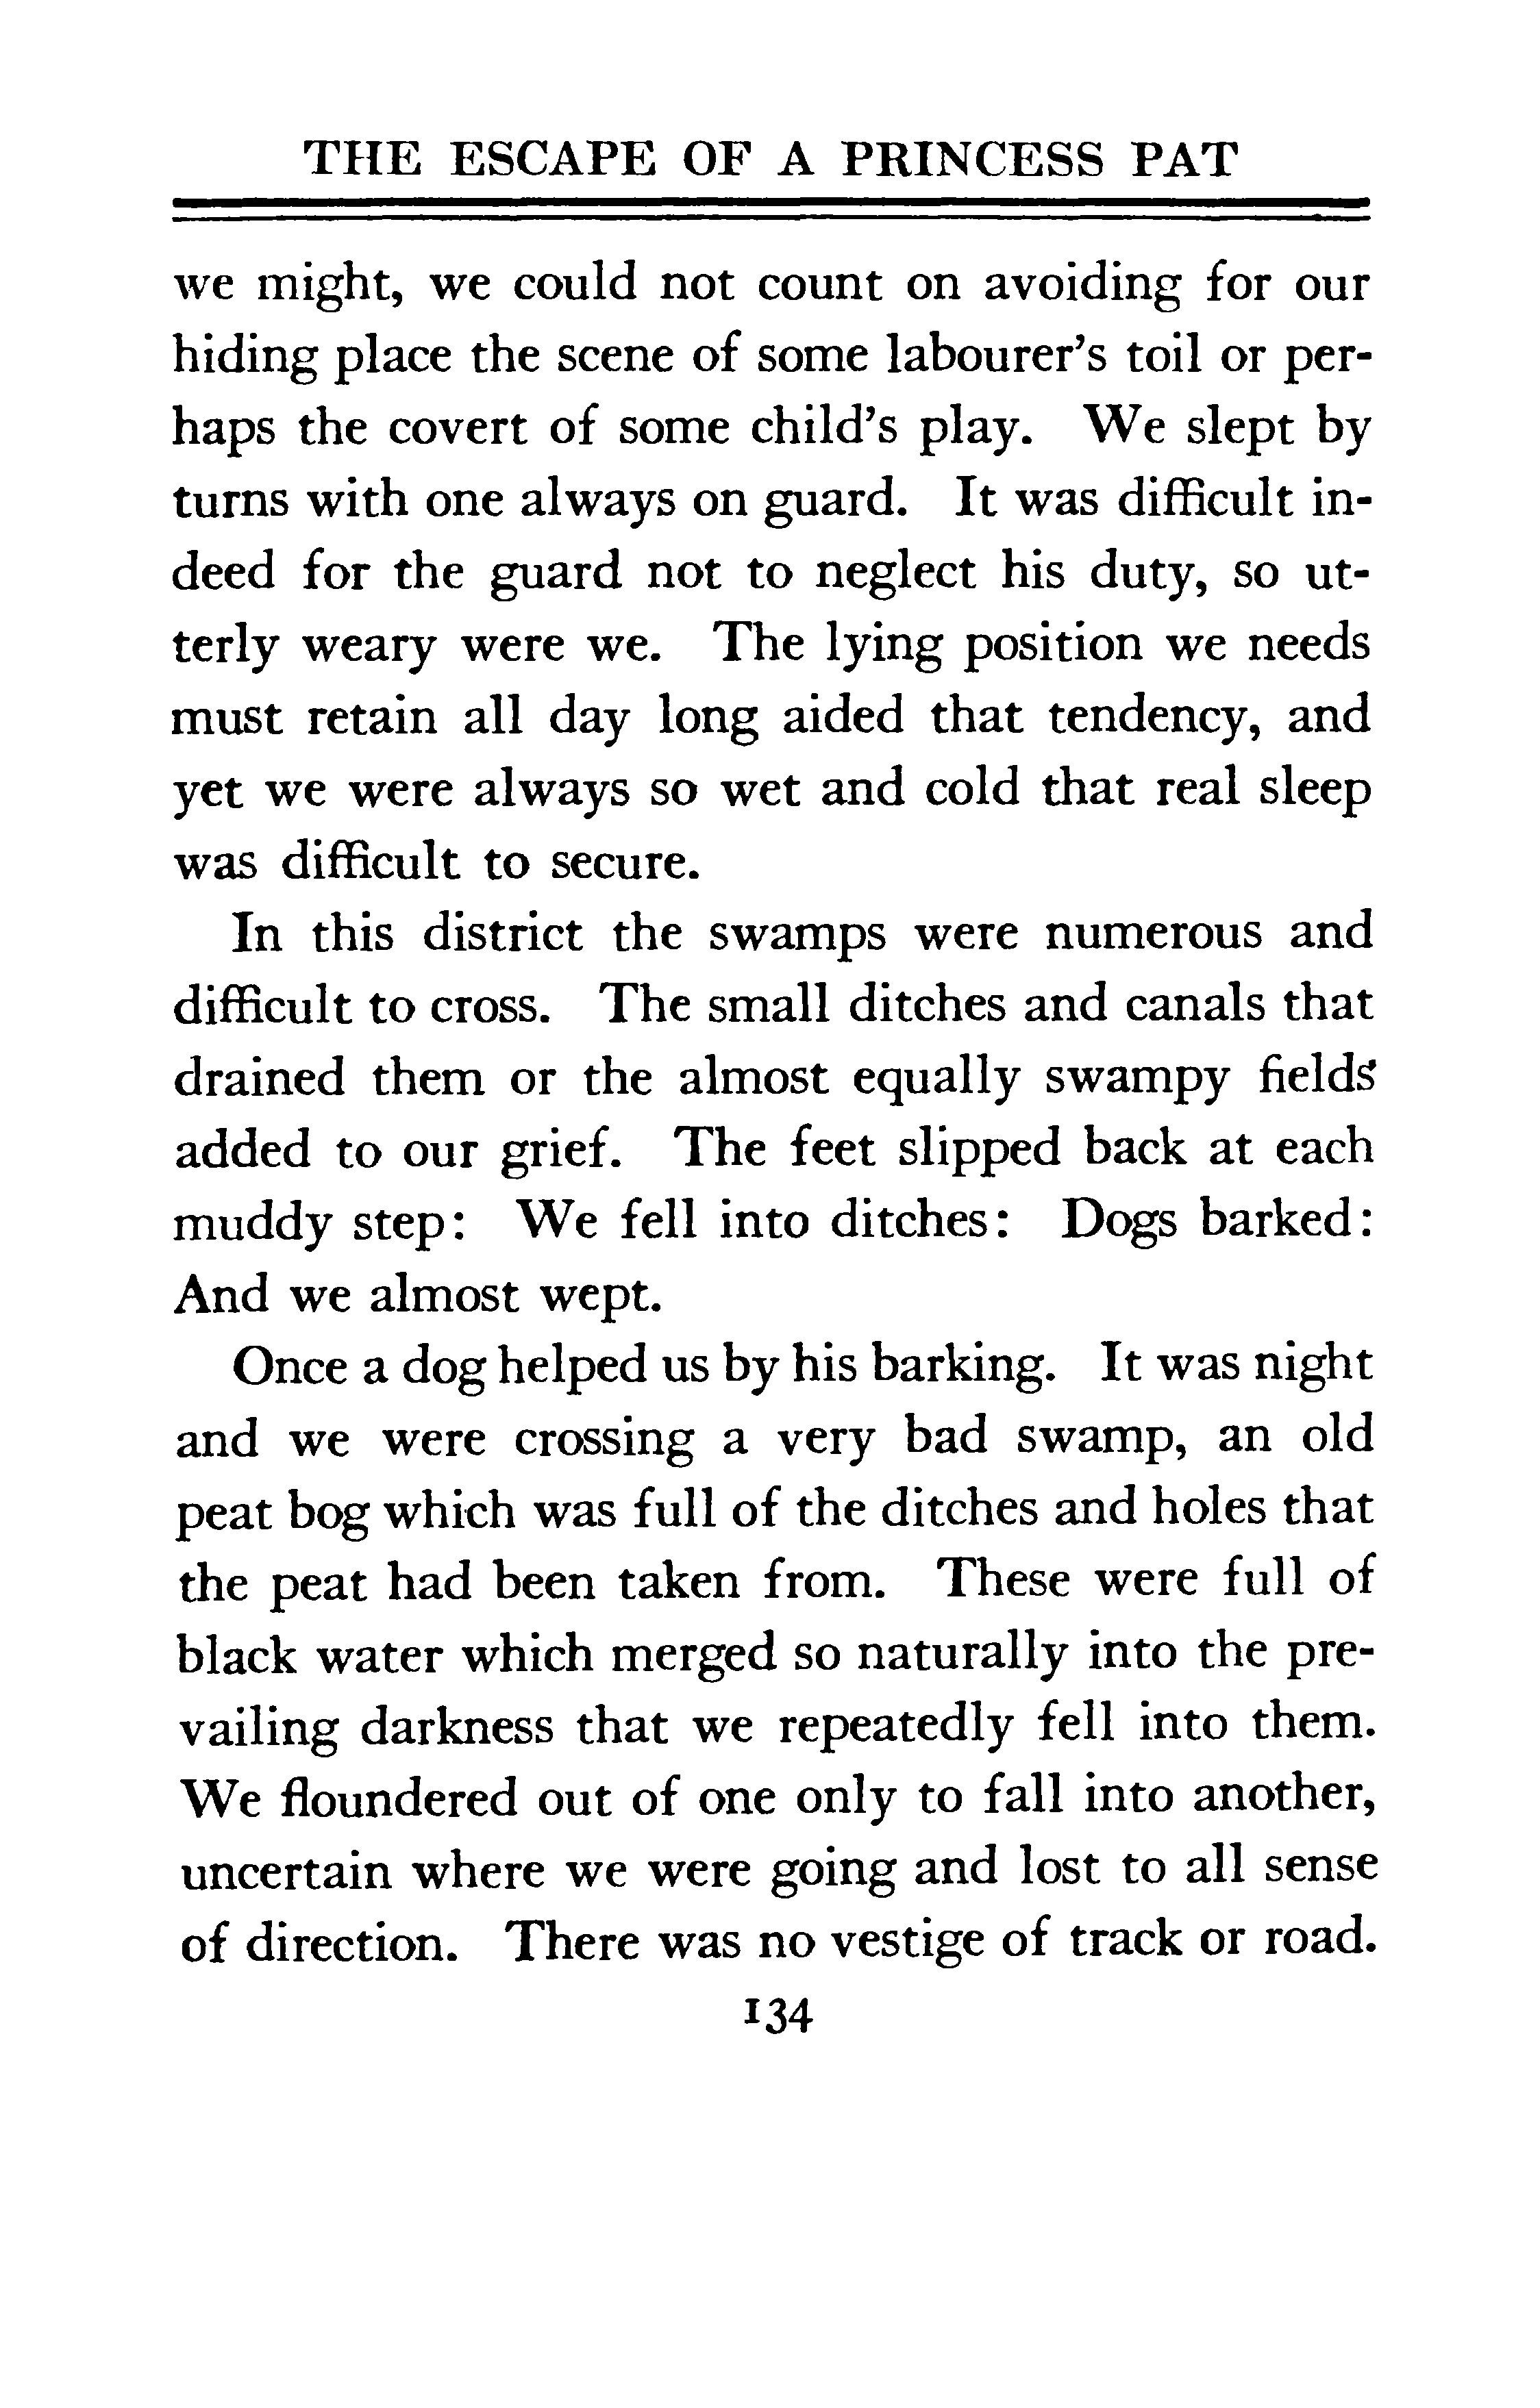 THE ESCAPE OF A PRINCESS PAT
we might, we could not count on avoiding for our
hiding place the scene of some labourer's toil or per-
haps the covert of some child's play. We slept by
turns with one always on guard. It was difficult in-
deed for the guard not to neglect his duty, so ut-
terly weary were we. The lying position we needs
must retain all day long aided that tendency, and
yet we were always so wet and cold that real sleep
was difficult to secure.
In this district the swamps were numerous and
difficult to cross. The small ditches and canals that
drained them or the almost equally swampy fields
added to our grief. The feet slipped back at each
muddy step: We fell into ditches: Dogs barked:
And we almost wept.
Once a dog helped us by his barking. It was night
and we were crossing a very bad swamp, an old
peat bog which was full of the ditches and holes that
the peat had been taken from. These were full of
black water which merged so naturally into the pre-
vailing darkness that we repeatedly fell into them.
We floundered out of one only to fall into another,
uncertain where we were going and lost to all sense
of direction. There was no vestige of track or road.
134